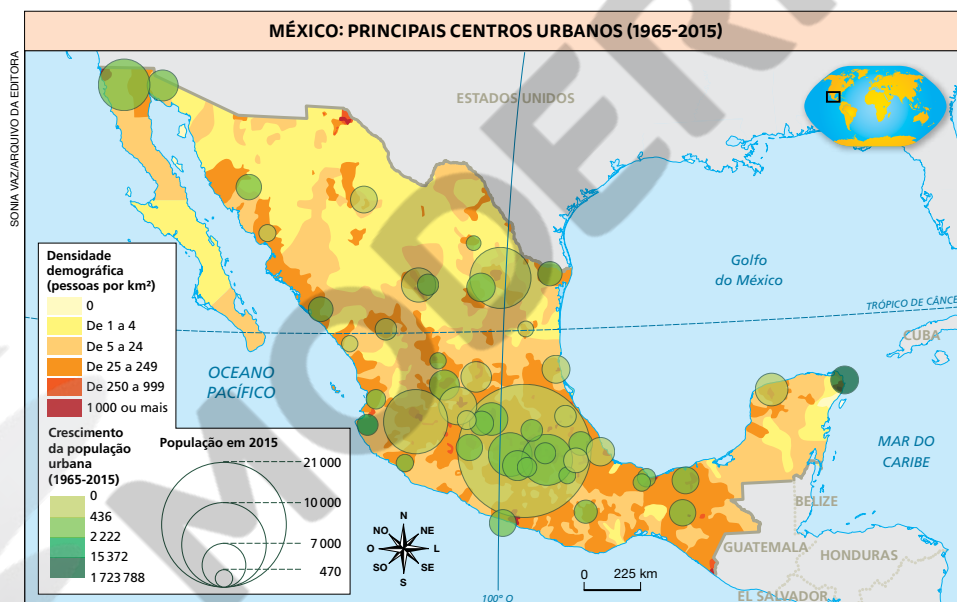 MÉXICO: PRINCIPAIS CENTROS URBANOS (1965-2015)
SONIA VAZ/ARQUIVO DA EDITORA
ESTADOS UNIDOS
Golfo
do México
TRÓPICO DE CÂNCE
CUBA
OCEANO
PACÍFICO
MAR DO
CARIBE
BELIZE
GUATEMALA
HONDURAS
EL SALVADOR
Densidade
demográfica
(pessoas por km²)
0
De 1 a 4
De 5 a 24
De 25 a 249
De 250 a 999
1 000 ou mais
Crescimento
da população
urbana
(1965-2015)
0
436
2 222
15 372
1 723 788
População em 2015
21 000
10 000
7 000
470
N
NO
NE
O
L
SO
SE
S
0 225 km
100° O
MODERN